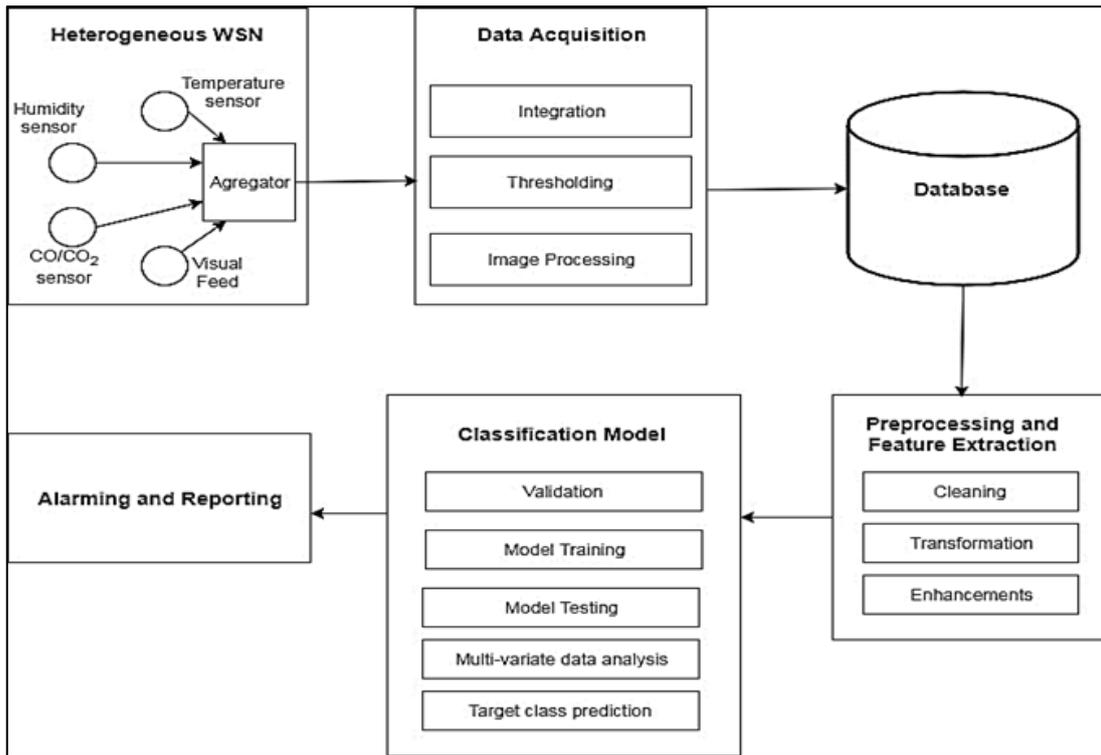 Heterogeneous WSN
Temperature
sensor
Humidity
sensor
Agregator
CO/CO₂
sensor
Visual
Feed
Data Acquisition
Integration
Thresholding
Image Processing
Database
Preprocessing and
Feature Extraction
Cleaning
Transformation
Enhancements
Classification Model
Validation
Model Training
Model Testing
Multi-variate data analysis
Target class prediction
Alarming and Reporting